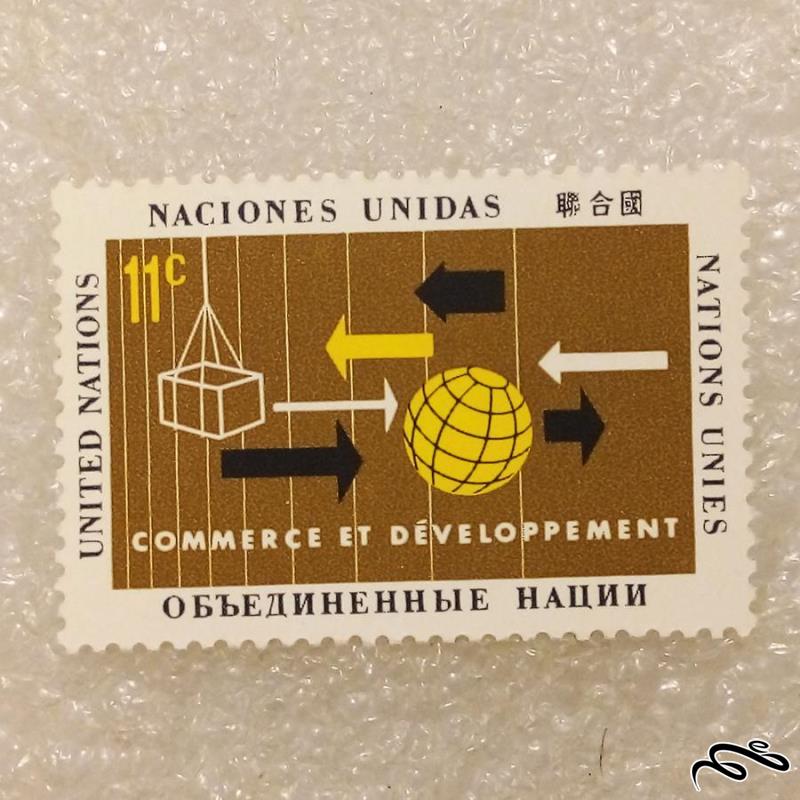 NACIONES UNIDAS 聯合國
UNITED NATIONS
NATIONS UNIES
11c
COMMERCE ET DÉVELOPPEMENT
ОБЪЕДИНЕННЫЕ НАЦИИ